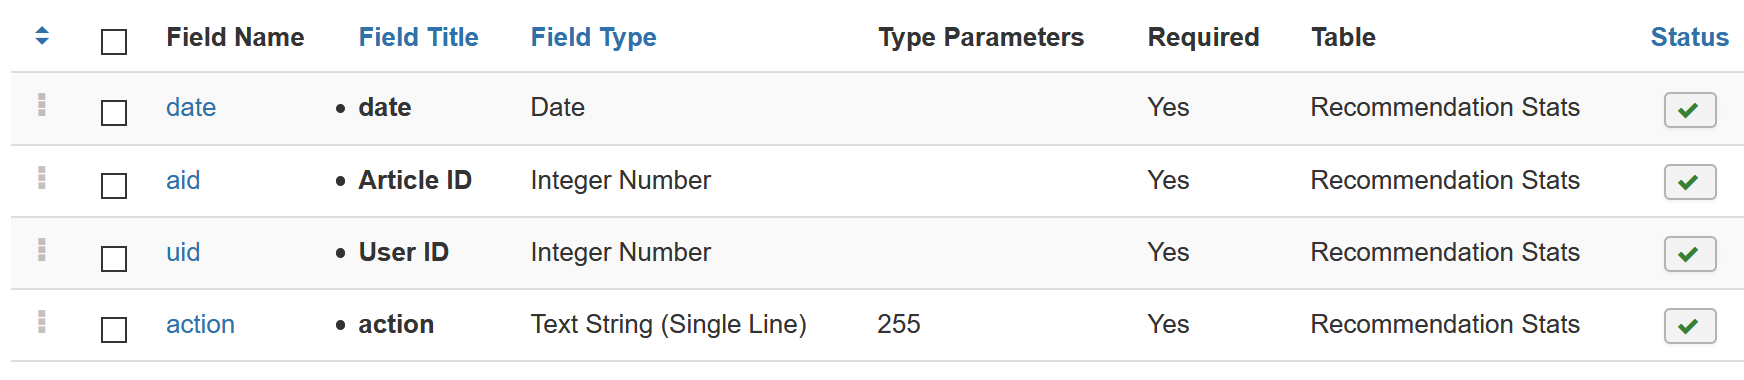 Field Name Field Title Field Type Type Parameters Required Table Status
date • date Date Yes Recommendation Stats
aid • Article ID Integer Number Yes Recommendation Stats
uid • User ID Integer Number Yes Recommendation Stats
action • action Text String (Single Line) 255 Yes Recommendation Stats